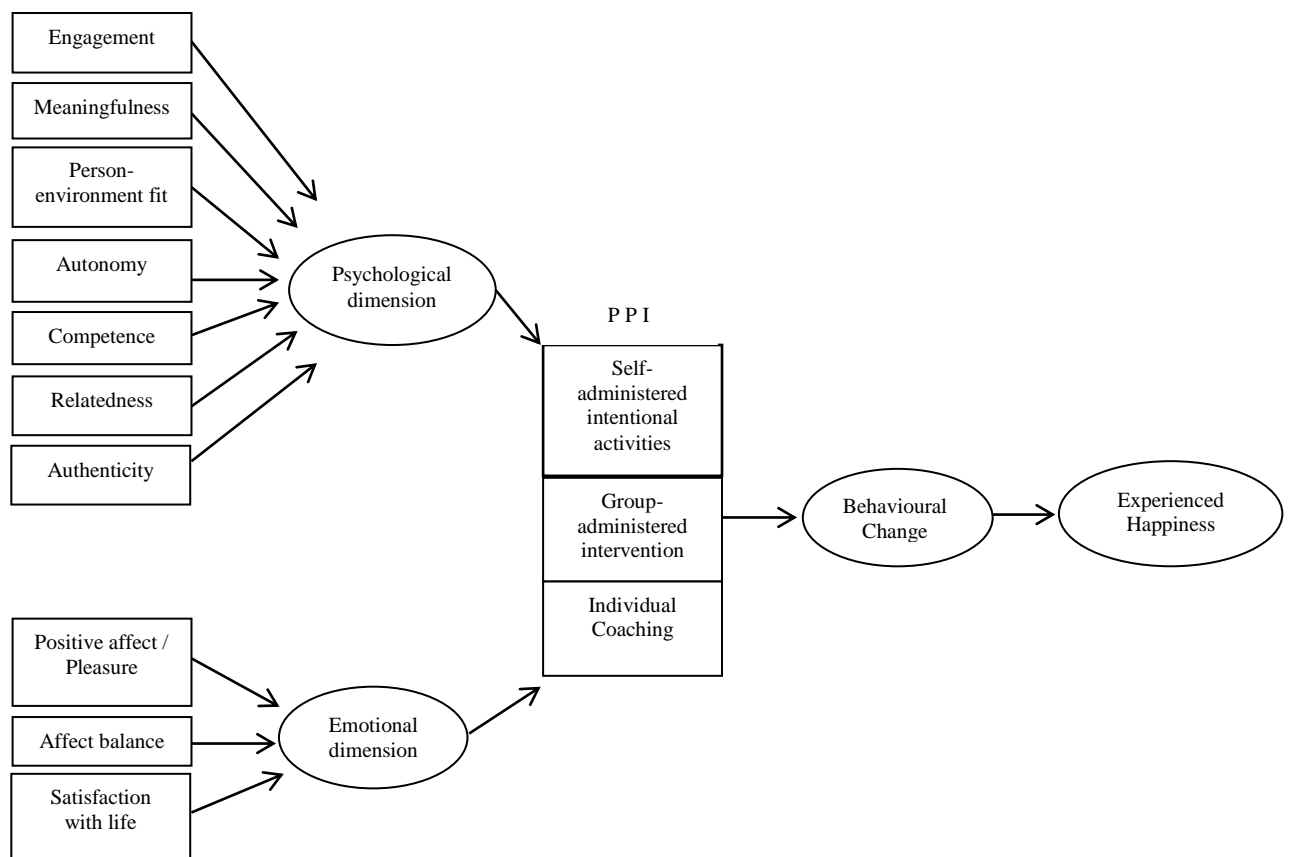 Engagement
Meaningfulness
Person-
environment fit
Autonomy
Competence
Relatedness
Authenticity
Psychological
dimension
P P I
Self-
administered
intentional
activities
Group-
administered
intervention
Individual
Coaching
Behavioural
Change
Experienced
Happiness
Positive affect /
Pleasure
Affect balance
Satisfaction
with life
Emotional
dimension